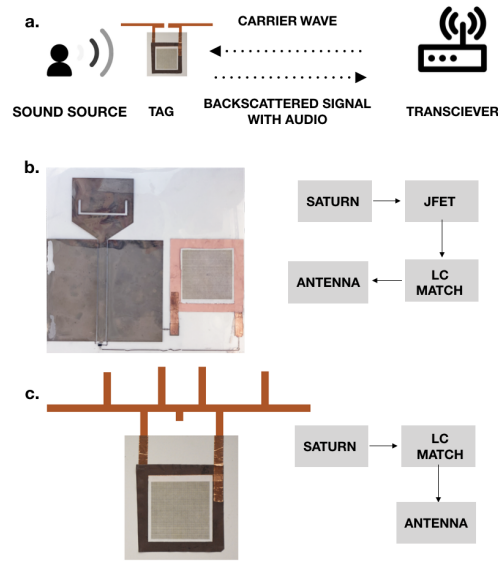 a.
CARRIER WAVE
BACKSCATTERED SIGNAL
WITH AUDIO
SOUND SOURCE
TAG
TRANSCIEVER
b.
SATURN
JFET
ANTENNA
LC
MATCH
c.
SATURN
LC
MATCH
ANTENNA